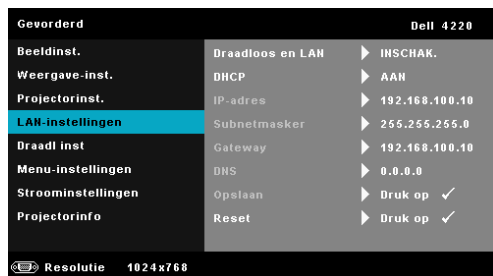 Gevorderd Dell 4220
Beeldinst. Draadloos en LAN INSCHAK.
Weergave-inst. DHCP AAN
Projectorinst. IP-adres 192.168.100.10
LAN-instellingen Subnetmasker 255.255.255.0
Draadl inst Gateway 192.168.100.10
Menu-instellingen DNS 0.0.0.0
Stroominstellingen Opslaan Druk op ✓
Projectorinfo Reset Druk op ✓
Resolutie 1024x768